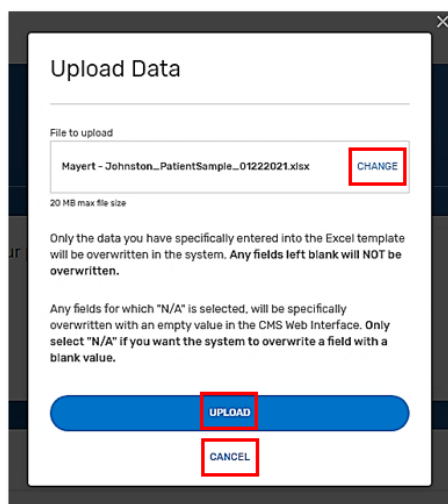 Upload Data
File to upload
Mayert - Johnston_PatientSample_01222021.xlsx CHANGE
20 MB max file size
Only the data you have specifically entered into the Excel template
will be overwritten in the system. Any fields left blank will NOT be
overwritten.
Any fields for which "N/A" is selected, will be specifically
overwritten with an empty value in the CMS Web Interface. Only
select "N/A" if you want the system to overwrite a field with a
blank value.
UPLOAD
CANCEL